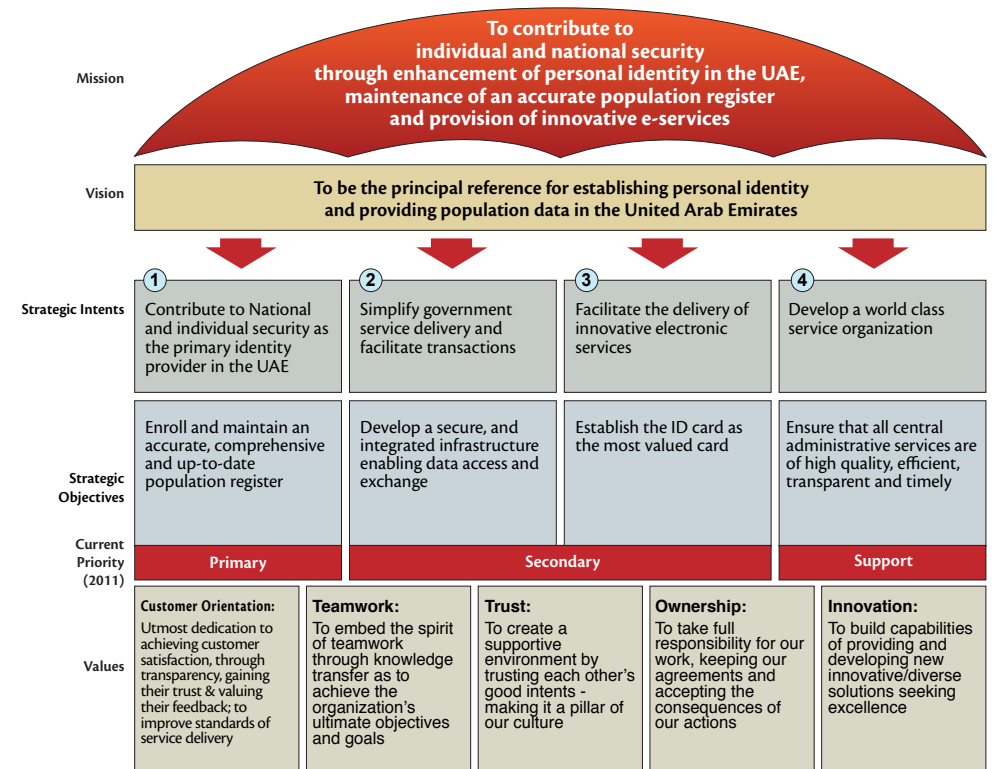 Mission
To contribute to
individual and national security
through enhancement of personal identity in the UAE,
maintenance of an accurate population register
and provision of innovative e-services
Vision
To be the principal reference for establishing personal identity
and providing population data in the United Arab Emirates
Strategic Intents
1
Contribute to National
and individual security as
the primary identity
provider in the UAE
2
Simplify government
service delivery and
facilitate transactions
3
Facilitate the delivery of
innovative electronic
services
4
Develop a world class
service organization
Strategic
Objectives
Enroll and maintain an
accurate, comprehensive
and up-to-date
population register
Develop a secure, and
integrated infrastructure
enabling data access and
exchange
Establish the ID card as
the most valued card
Ensure that all central
administrative services are
of high quality, efficient,
transparent and timely
Current
Priority
(2011)
Primary
Secondary
Support
Values
Customer Orientation:
Utmost dedication to
achieving customer
satisfaction, through
transparency, gaining
their trust & valuing
their feedback; to
improve standards of
service delivery
Teamwork:
To embed the spirit
of teamwork
through knowledge
transfer as to
achieve the
organization's
ultimate objectives
and goals
Trust:
To create a
supportive
environment by
trusting each other's
good intents -
making it a pillar of
our culture
Ownership:
To take full
responsibility for our
work, keeping our
agreements and
accepting the
consequences of
our actions
Innovation:
To build capabilities
of providing and
developing new
innovative/diverse
solutions seeking
excellence